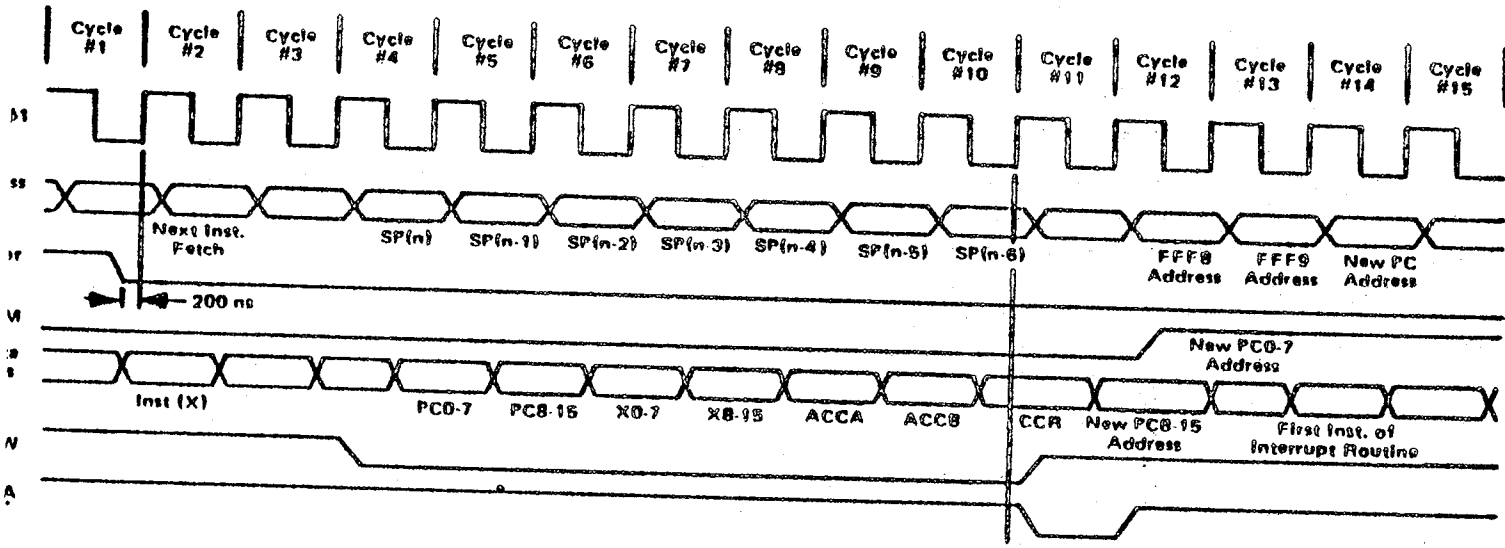 Cycle #1
Cycle #2
Cycle #3
Cycle #4
Cycle #5
Cycle #6
Cycle #7
Cycle #8
Cycle #9
Cycle #10
Cycle #11
Cycle #12
Cycle #13
Cycle #14
Cycle #15
Next Inst.
Fetch
SP(n)
SP(n-1)
SP(n-2)
SP(n-3)
SP(n-4)
SP(n-5)
SP(n-6)
FFF8
Address
FFF9
Address
New PC
Address
200 ns
New PC0-7
Address
Inst (X)
PC0-7
PC8-15
X0-7
X8-15
ACCA
ACCB
CCR
New PC8-15
Address
First Inst. of
Interrupt Routine